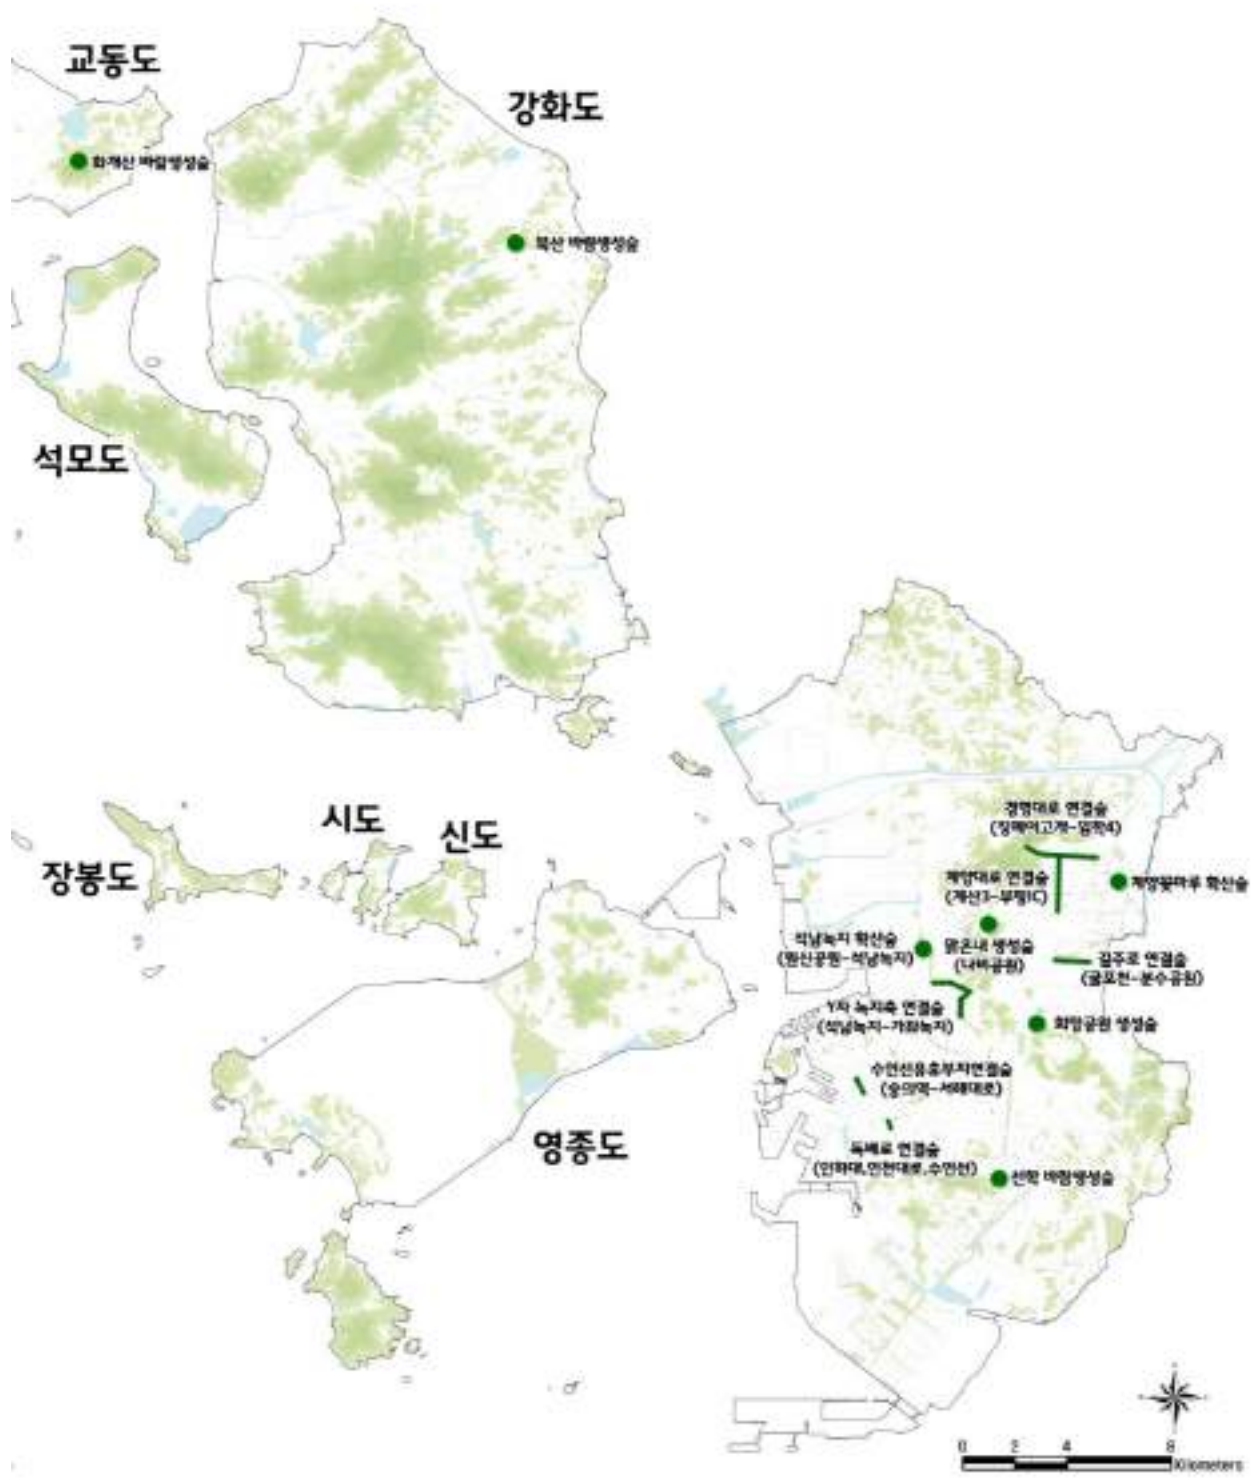 교동도
강화도
화개산 바람생성숲
북산 바람생성숲
석모도
경명대로 연결숲
(징매이고개~임학4)
시도
신도
장봉도
계양대로 연결숲
(계산3~부평IC)
계양꽃마루 확산숲
석남녹지 확산숲
(원신공원~석남녹지)
맑은내 생성숲
(나비공원)
길주로 연결숲
(굴포천~분수공원)
Y자 녹지축 연결숲
(석남녹지~가좌녹지)
희망공원 생성숲
수인선유휴부지연결숲
(숭의역~서해대로)
영종도
독배로 연결숲
(인하대,인천대로,수인선)
선학 바람생성숲
0 2 4 8
Kilometers